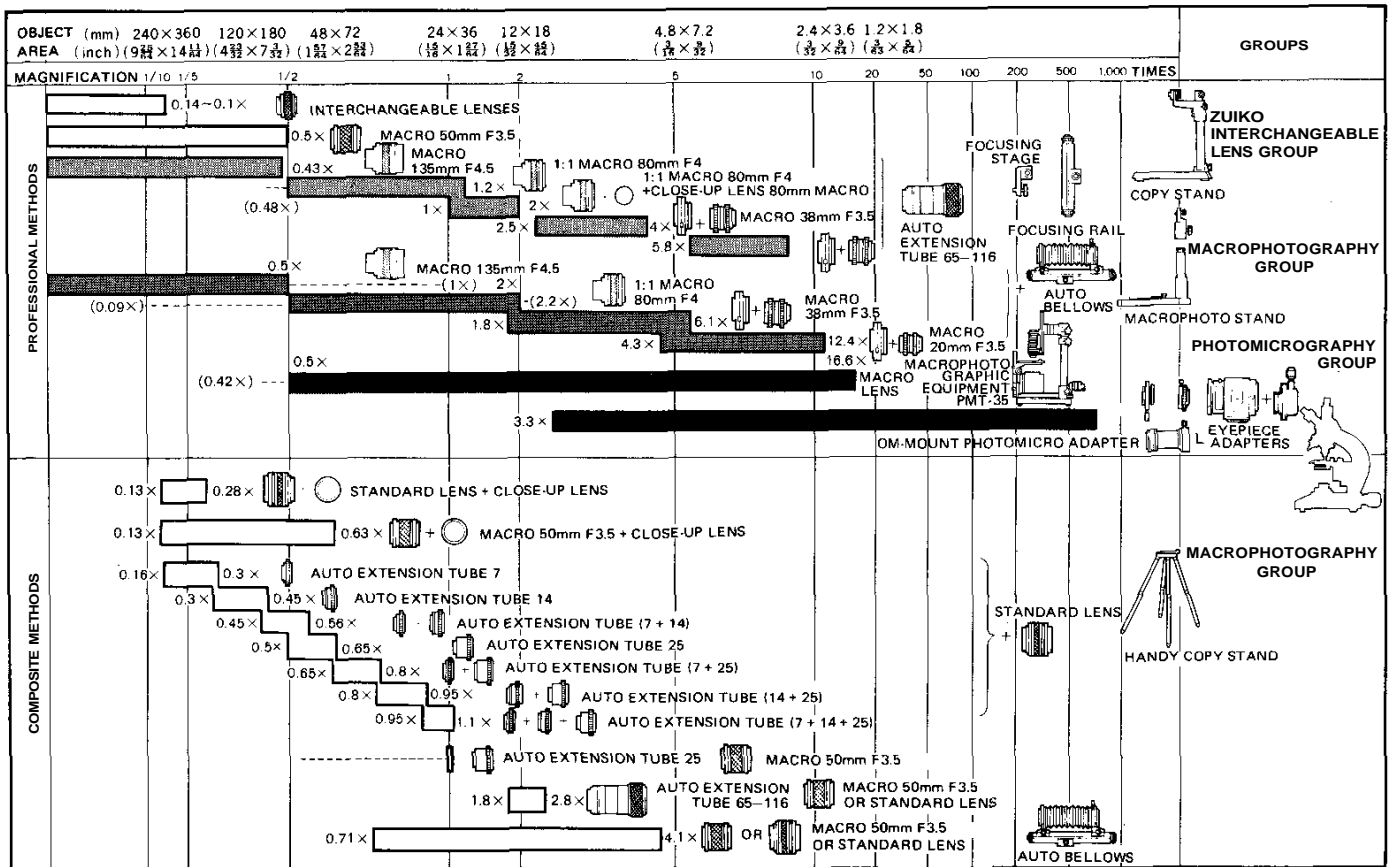 OBJECT (mm) 240×360 120×180 48×72 24×36 12×18 4.8×7.2 2.4×3.6 1.2×1.8
AREA (inch)
GROUPS
MAGNIFICATION 1/10 1/5 1/2 1 2 5 10 20 50 100 200 500 1.000 TIMES
PROFESSIONAL METHODS
0.14~0.1× INTERCHANGEABLE LENSES
0.5× MACRO 50mm F3.5
0.43× MACRO
135mm F4.5
1.2× 1:1 MACRO 80mm F4
1:1 MACRO 80mm F4
+CLOSE-UP LENS 80mm MACRO
(0.48×) 1× 2×
2.5× 4× + MACRO 38mm F3.5
5.8× +
AUTO
EXTENSION
TUBE 65–116
FOCUSING
STAGE
FOCUSING RAIL
ZUIKO
INTERCHANGEABLE
LENS GROUP
COPY STAND
0.5× MACRO 135mm F4.5
(0.09×) (1×) 2× (2.2×) 1:1 MACRO
80mm F4
1.8× 6.1× + MACRO
38mm F3.5
4.3× 12.4× + MACRO
20mm F3.5
+
AUTO
BELLOWS
MACROPHOTOGRAPHY
GROUP
MACROPHOTO STAND
0.5× 16.6×
(0.42×) MACRO
LENS
MACROPHOTO
GRAPHIC
EQUIPMENT
PMT-35
PHOTOMICROGRAPHY
GROUP
3.3×
OM-MOUNT PHOTOMICRO ADAPTER
+
EYEPIECE
ADAPTERS
COMPOSITE METHODS
0.13× 0.28× · STANDARD LENS + CLOSE-UP LENS
0.13× 0.63× + MACRO 50mm F3.5 + CLOSE-UP LENS
0.16× 0.3× AUTO EXTENSION TUBE 7
0.3× 0.45× AUTO EXTENSION TUBE 14
0.45× 0.56× · AUTO EXTENSION TUBE (7 + 14)
0.5× 0.65× AUTO EXTENSION TUBE 25
0.65× 0.8× + AUTO EXTENSION TUBE (7 + 25)
0.8× 0.95× + AUTO EXTENSION TUBE (14 + 25)
0.95× 1.1× + + AUTO EXTENSION TUBE (7 + 14 + 25)
+ STANDARD LENS
MACROPHOTOGRAPHY
GROUP
HANDY COPY STAND
AUTO EXTENSION TUBE 25 MACRO 50mm F3.5
1.8× 2.8× AUTO EXTENSION
TUBE 65–116
MACRO 50mm F3.5
OR STANDARD LENS
0.71× 4.1× OR MACRO 50mm F3.5
OR STANDARD LENS
AUTO BELLOWS